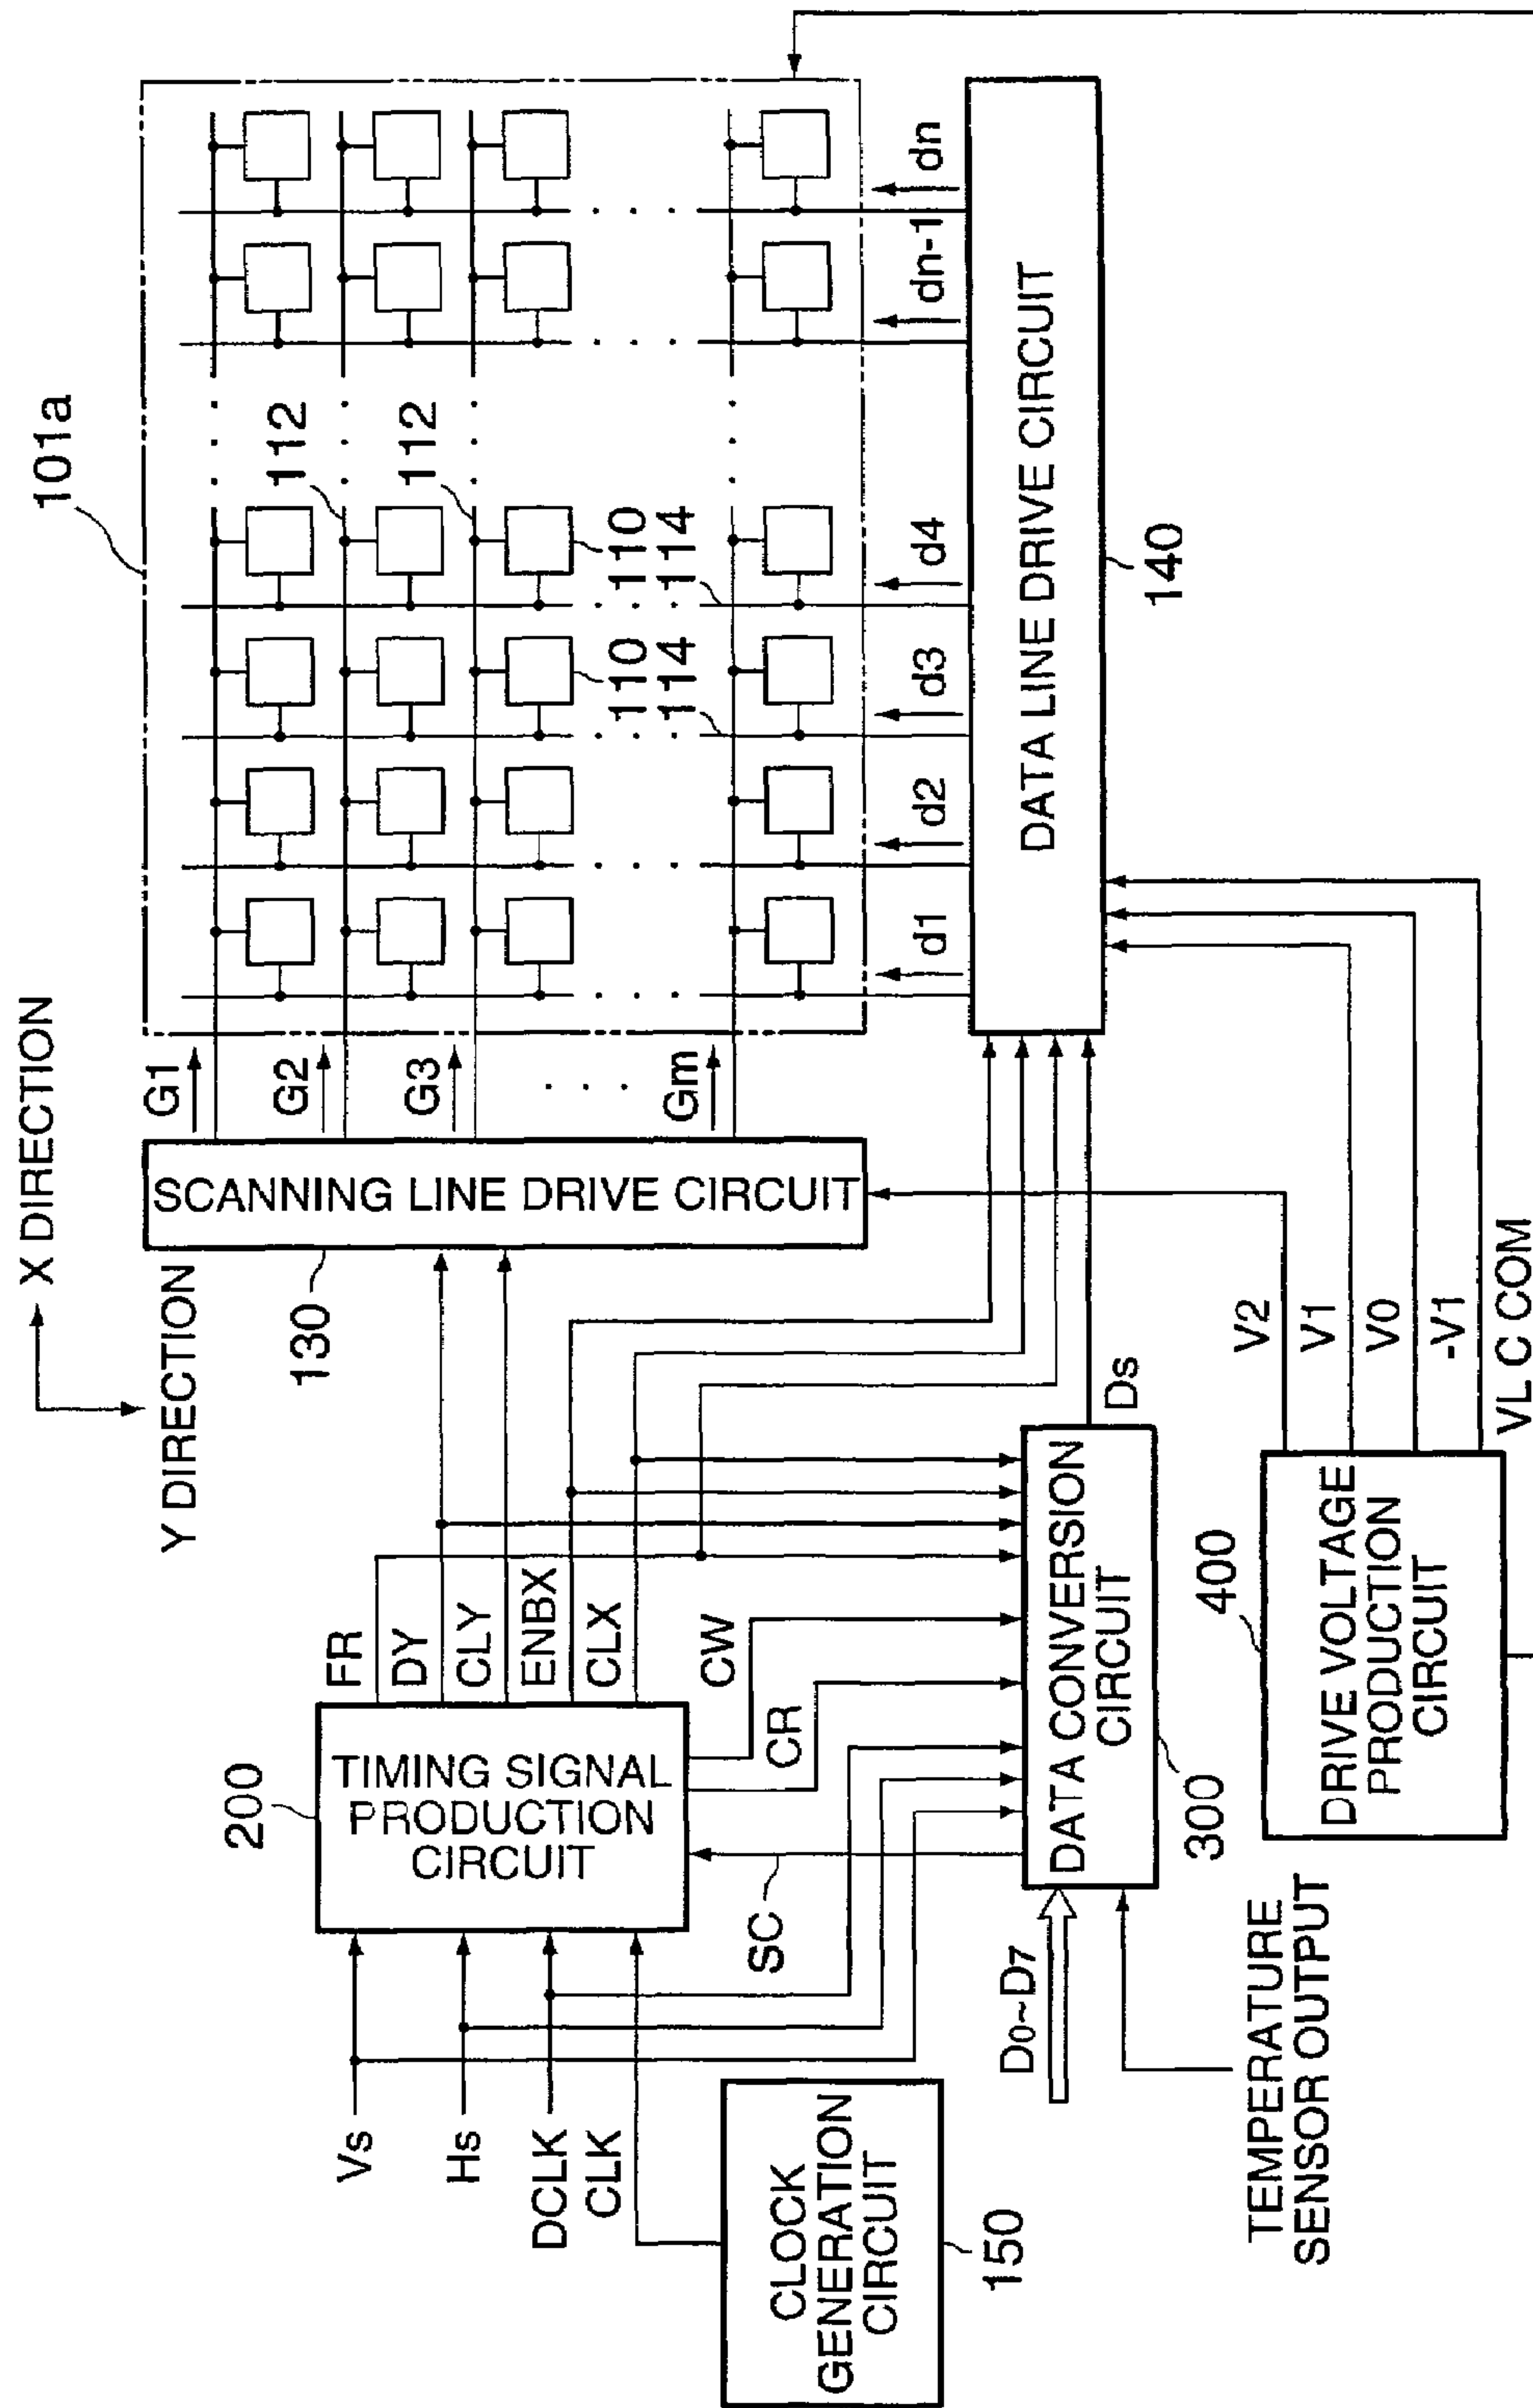 X DIRECTION
Y DIRECTION
101a
G1
G2
G3
Gm
112
112
110
110
114
114
SCANNING LINE DRIVE CIRCUIT
130
d1
d2
d3
d4
dn-1
dn
DATA LINE DRIVE CIRCUIT
140
FR
DY
CLY
ENBX
CLX
Vs
Hs
DCLK
CLK
200
TIMING SIGNAL
PRODUCTION
CIRCUIT
CW
CR
SC
CLOCK
GENERATION
CIRCUIT
150
D0~D7
DATA CONVERSION
CIRCUIT
300
Ds
TEMPERATURE
SENSOR OUTPUT
400
DRIVE VOLTAGE
PRODUCTION
CIRCUIT
V2
V1
V0
-V1
VL C COM